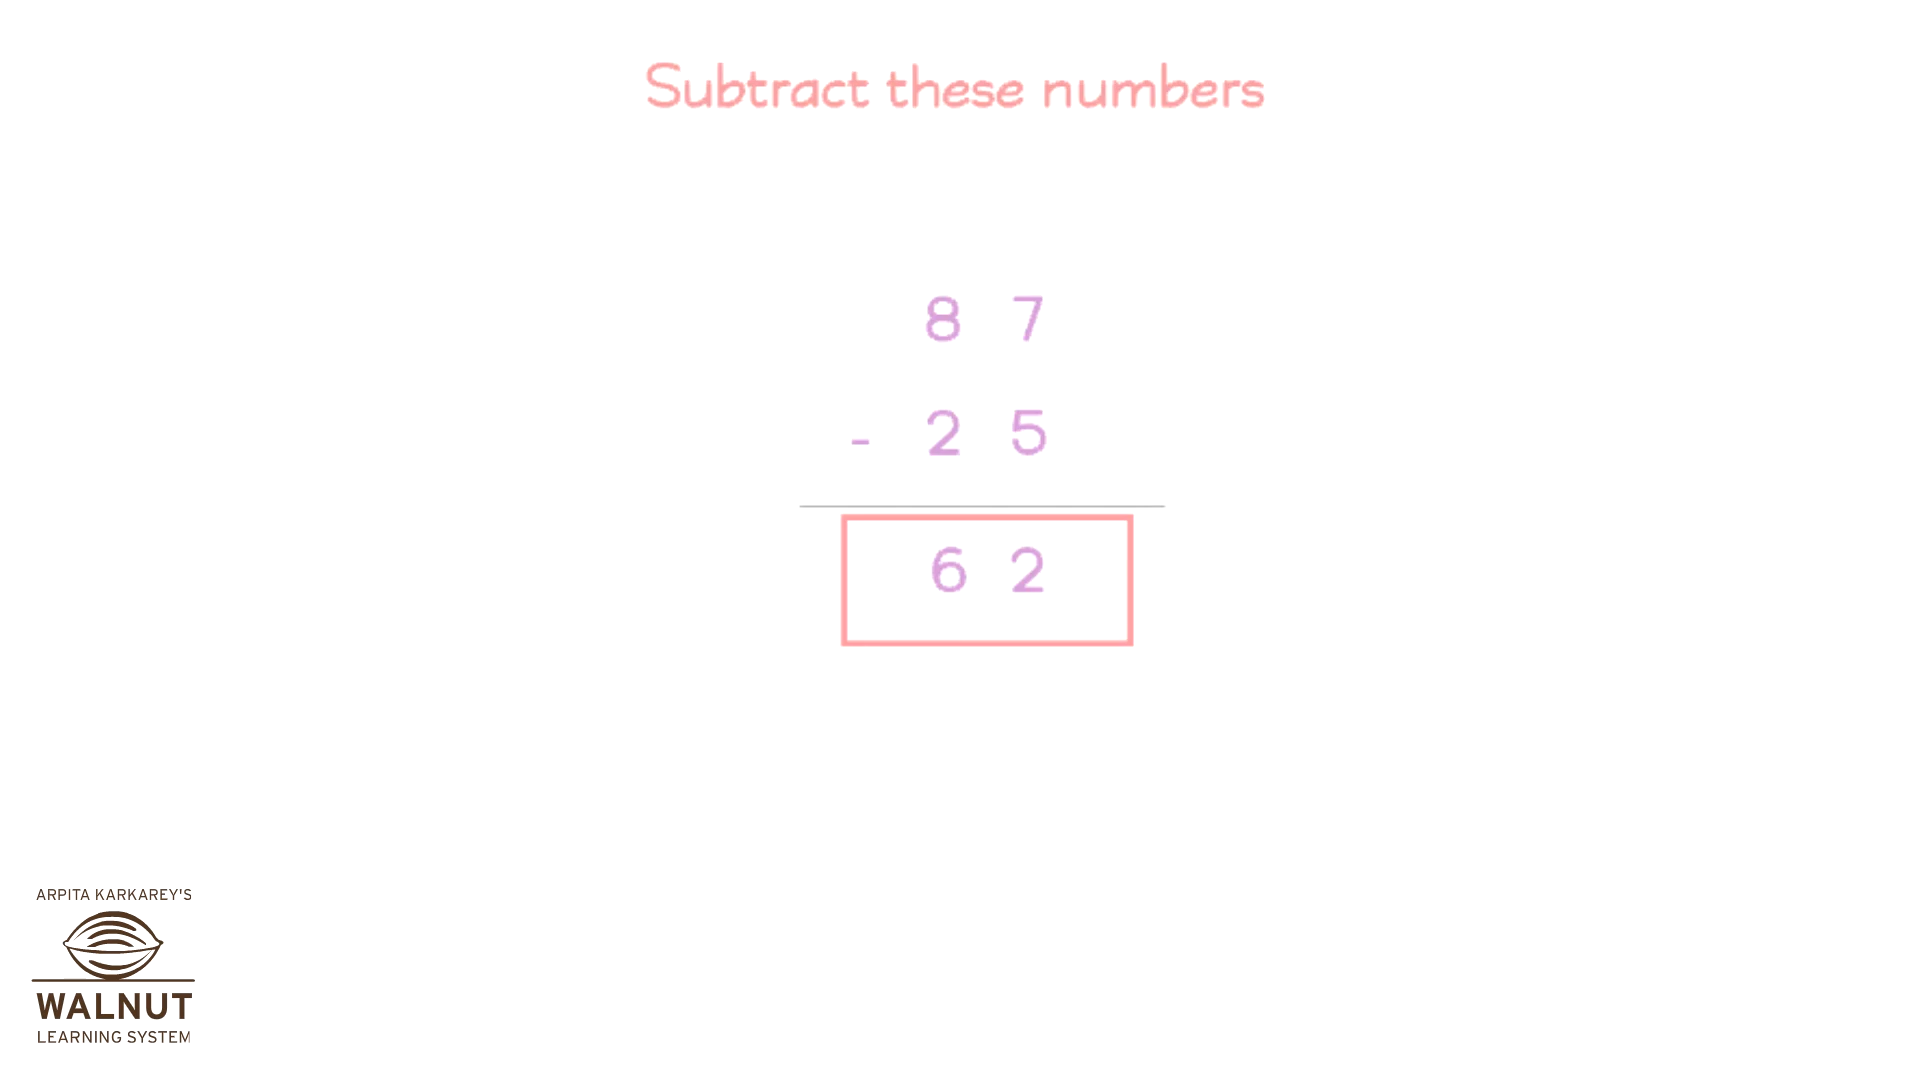 Subtract these numbers
8 7
- 2 5
6 2
ARPITA KARKAREY'S
WALNUT
LEARNING SYSTEM